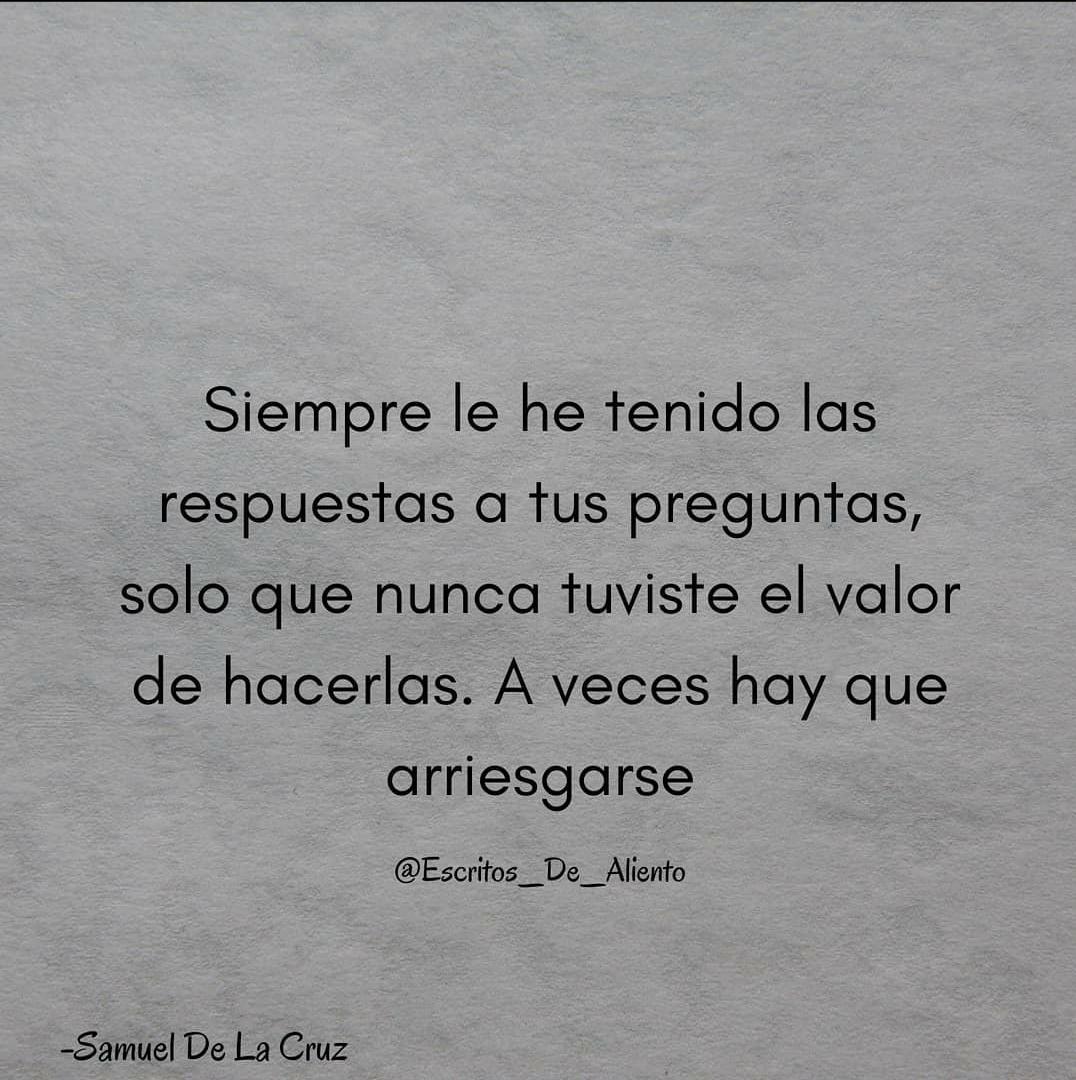 Siempre le he tenido las
respuestas a tus preguntas,
solo que nunca tuviste el valor
de hacerlas. A veces hay que
arriesgarse
@Escritos_De_Aliento
-Samuel De La Cruz